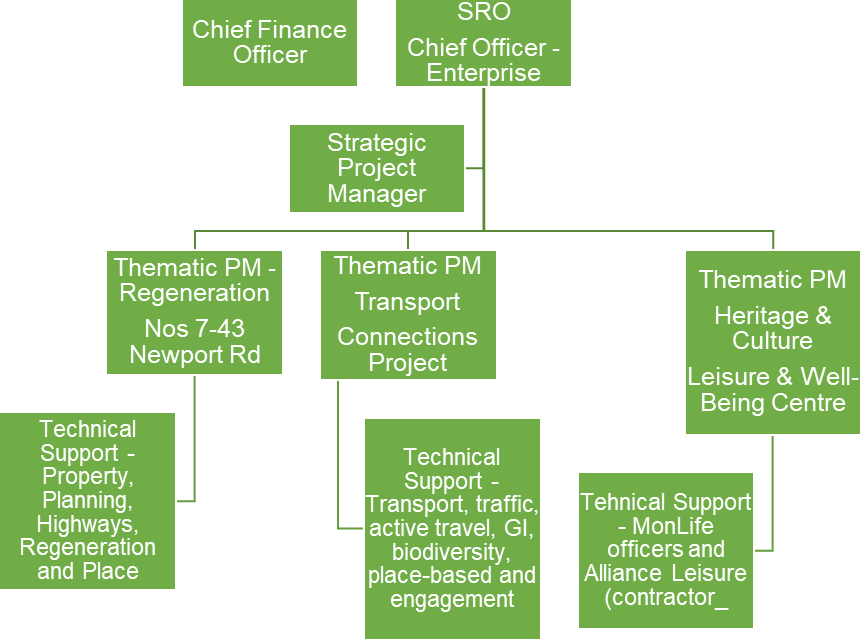 Chief Finance
Officer
SRO
Chief Officer -
Enterprise
Strategic
Project
Manager
Thematic PM -
Regeneration
Nos 7-43
Newport Rd
Thematic PM
Transport
Connections
Project
Thematic PM
Heritage &
Culture
Leisure & Well-
Being Centre
Technical
Support -
Property,
Planning,
Highways,
Regeneration
and Place
Technical
Support -
Transport, traffic,
active travel, GI,
biodiversity,
place-based and
engagement
Tehnical Support
- MonLife
officers and
Alliance Leisure
(contractor_